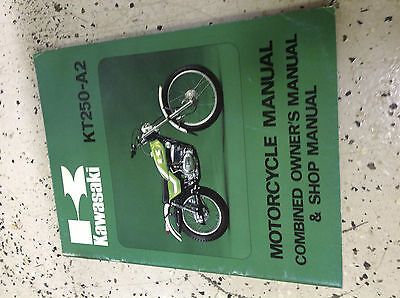 Kawasaki
KT250-A2
MOTORCYCLE MANUAL
COMBINED OWNER'S MANUAL
& SHOP MANUAL